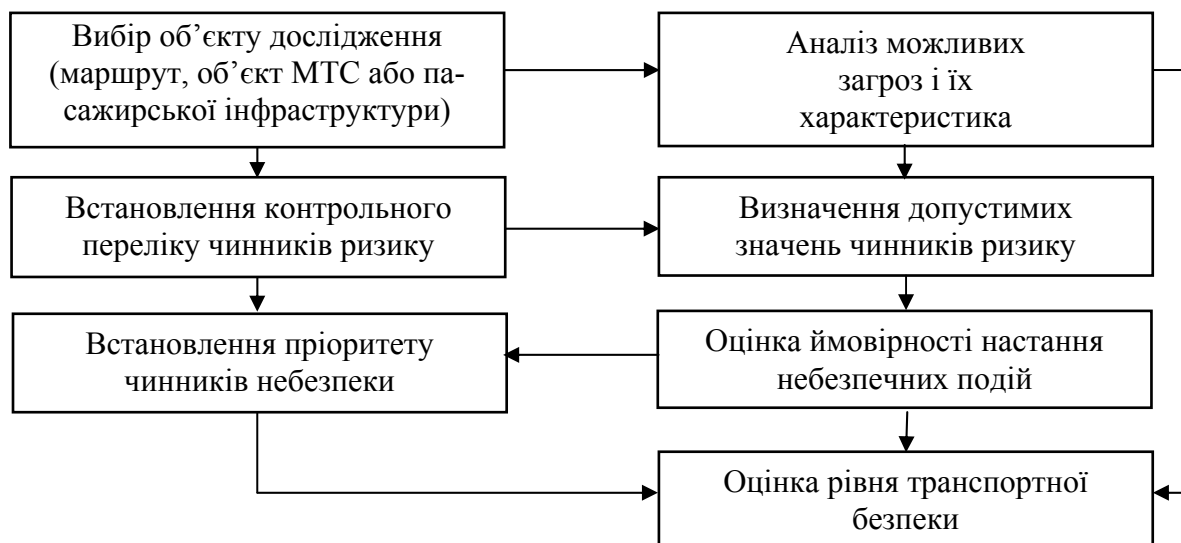 Вибір об’єкту дослідження
(маршрут, об’єкт МТС або па-
сажирської інфраструктури)
Аналіз можливих
загроз і їх
характеристика
Встановлення контрольного
переліку чинників ризику
Визначення допустимих
значень чинників ризику
Встановлення пріоритету
чинників небезпеки
Оцінка ймовірності настання
небезпечних подій
Оцінка рівня транспортної
безпеки